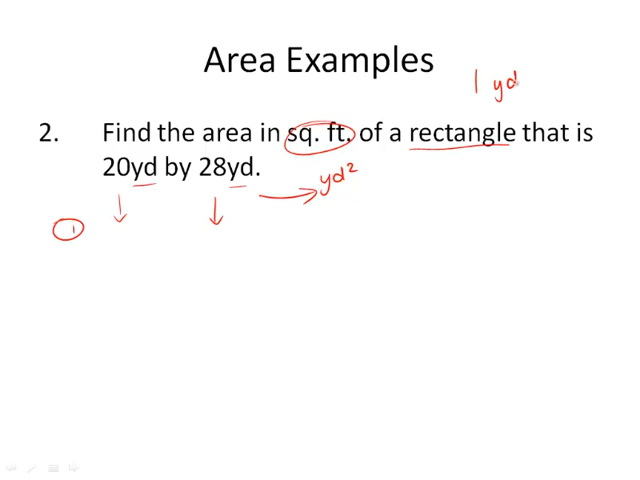 Area Examples
1 yd
2. Find the area in sq. ft. of a rectangle that is
20yd by 28yd.
yd²
1